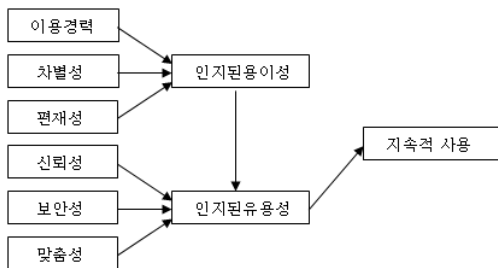 이용경력
차별성
인지된용이성
편재성
지속적 사용
신뢰성
보안성
인지된유용성
맞춤성